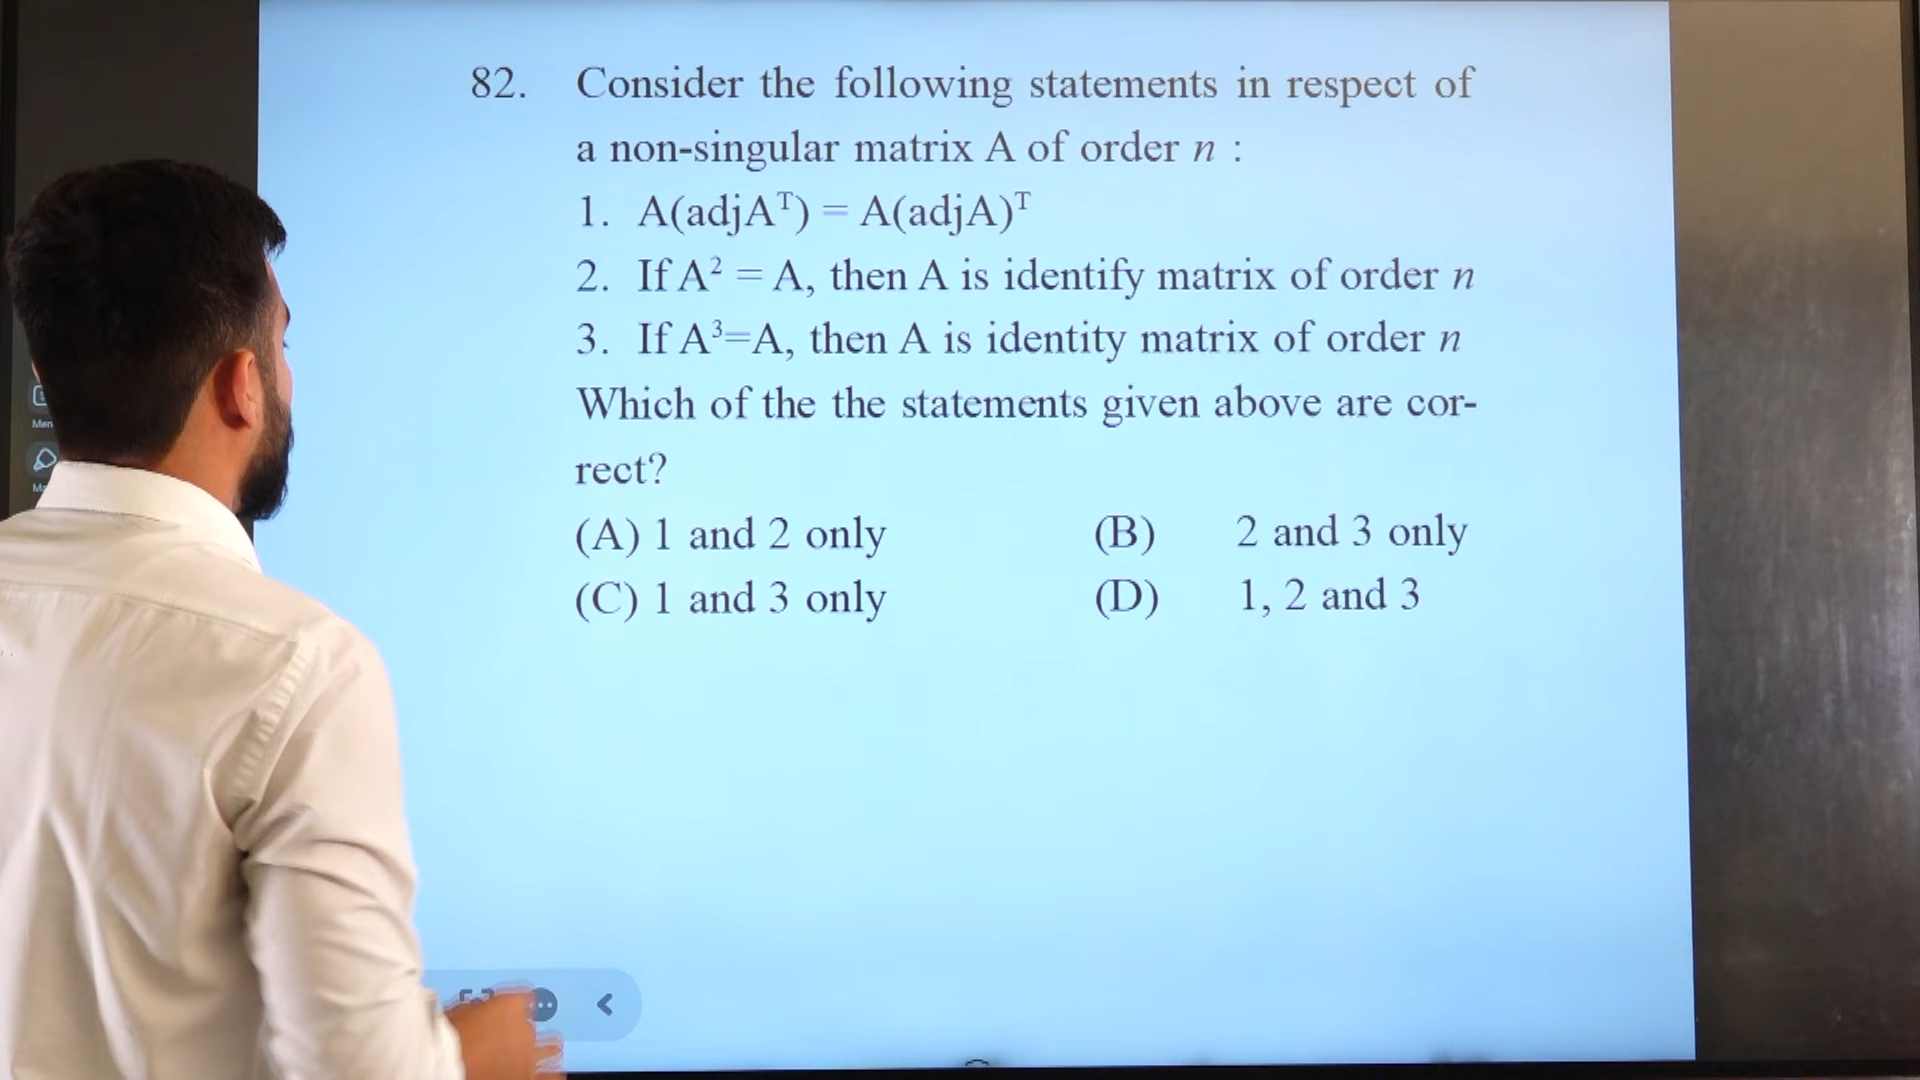 82. Consider the following statements in respect of
a non-singular matrix A of order n :
1. A(adjAᵀ) = A(adjA)ᵀ
2. If A² = A, then A is identify matrix of order n
3. If A³=A, then A is identity matrix of order n
Which of the the statements given above are cor-
rect?
(A) 1 and 2 only (B) 2 and 3 only
(C) 1 and 3 only (D) 1, 2 and 3